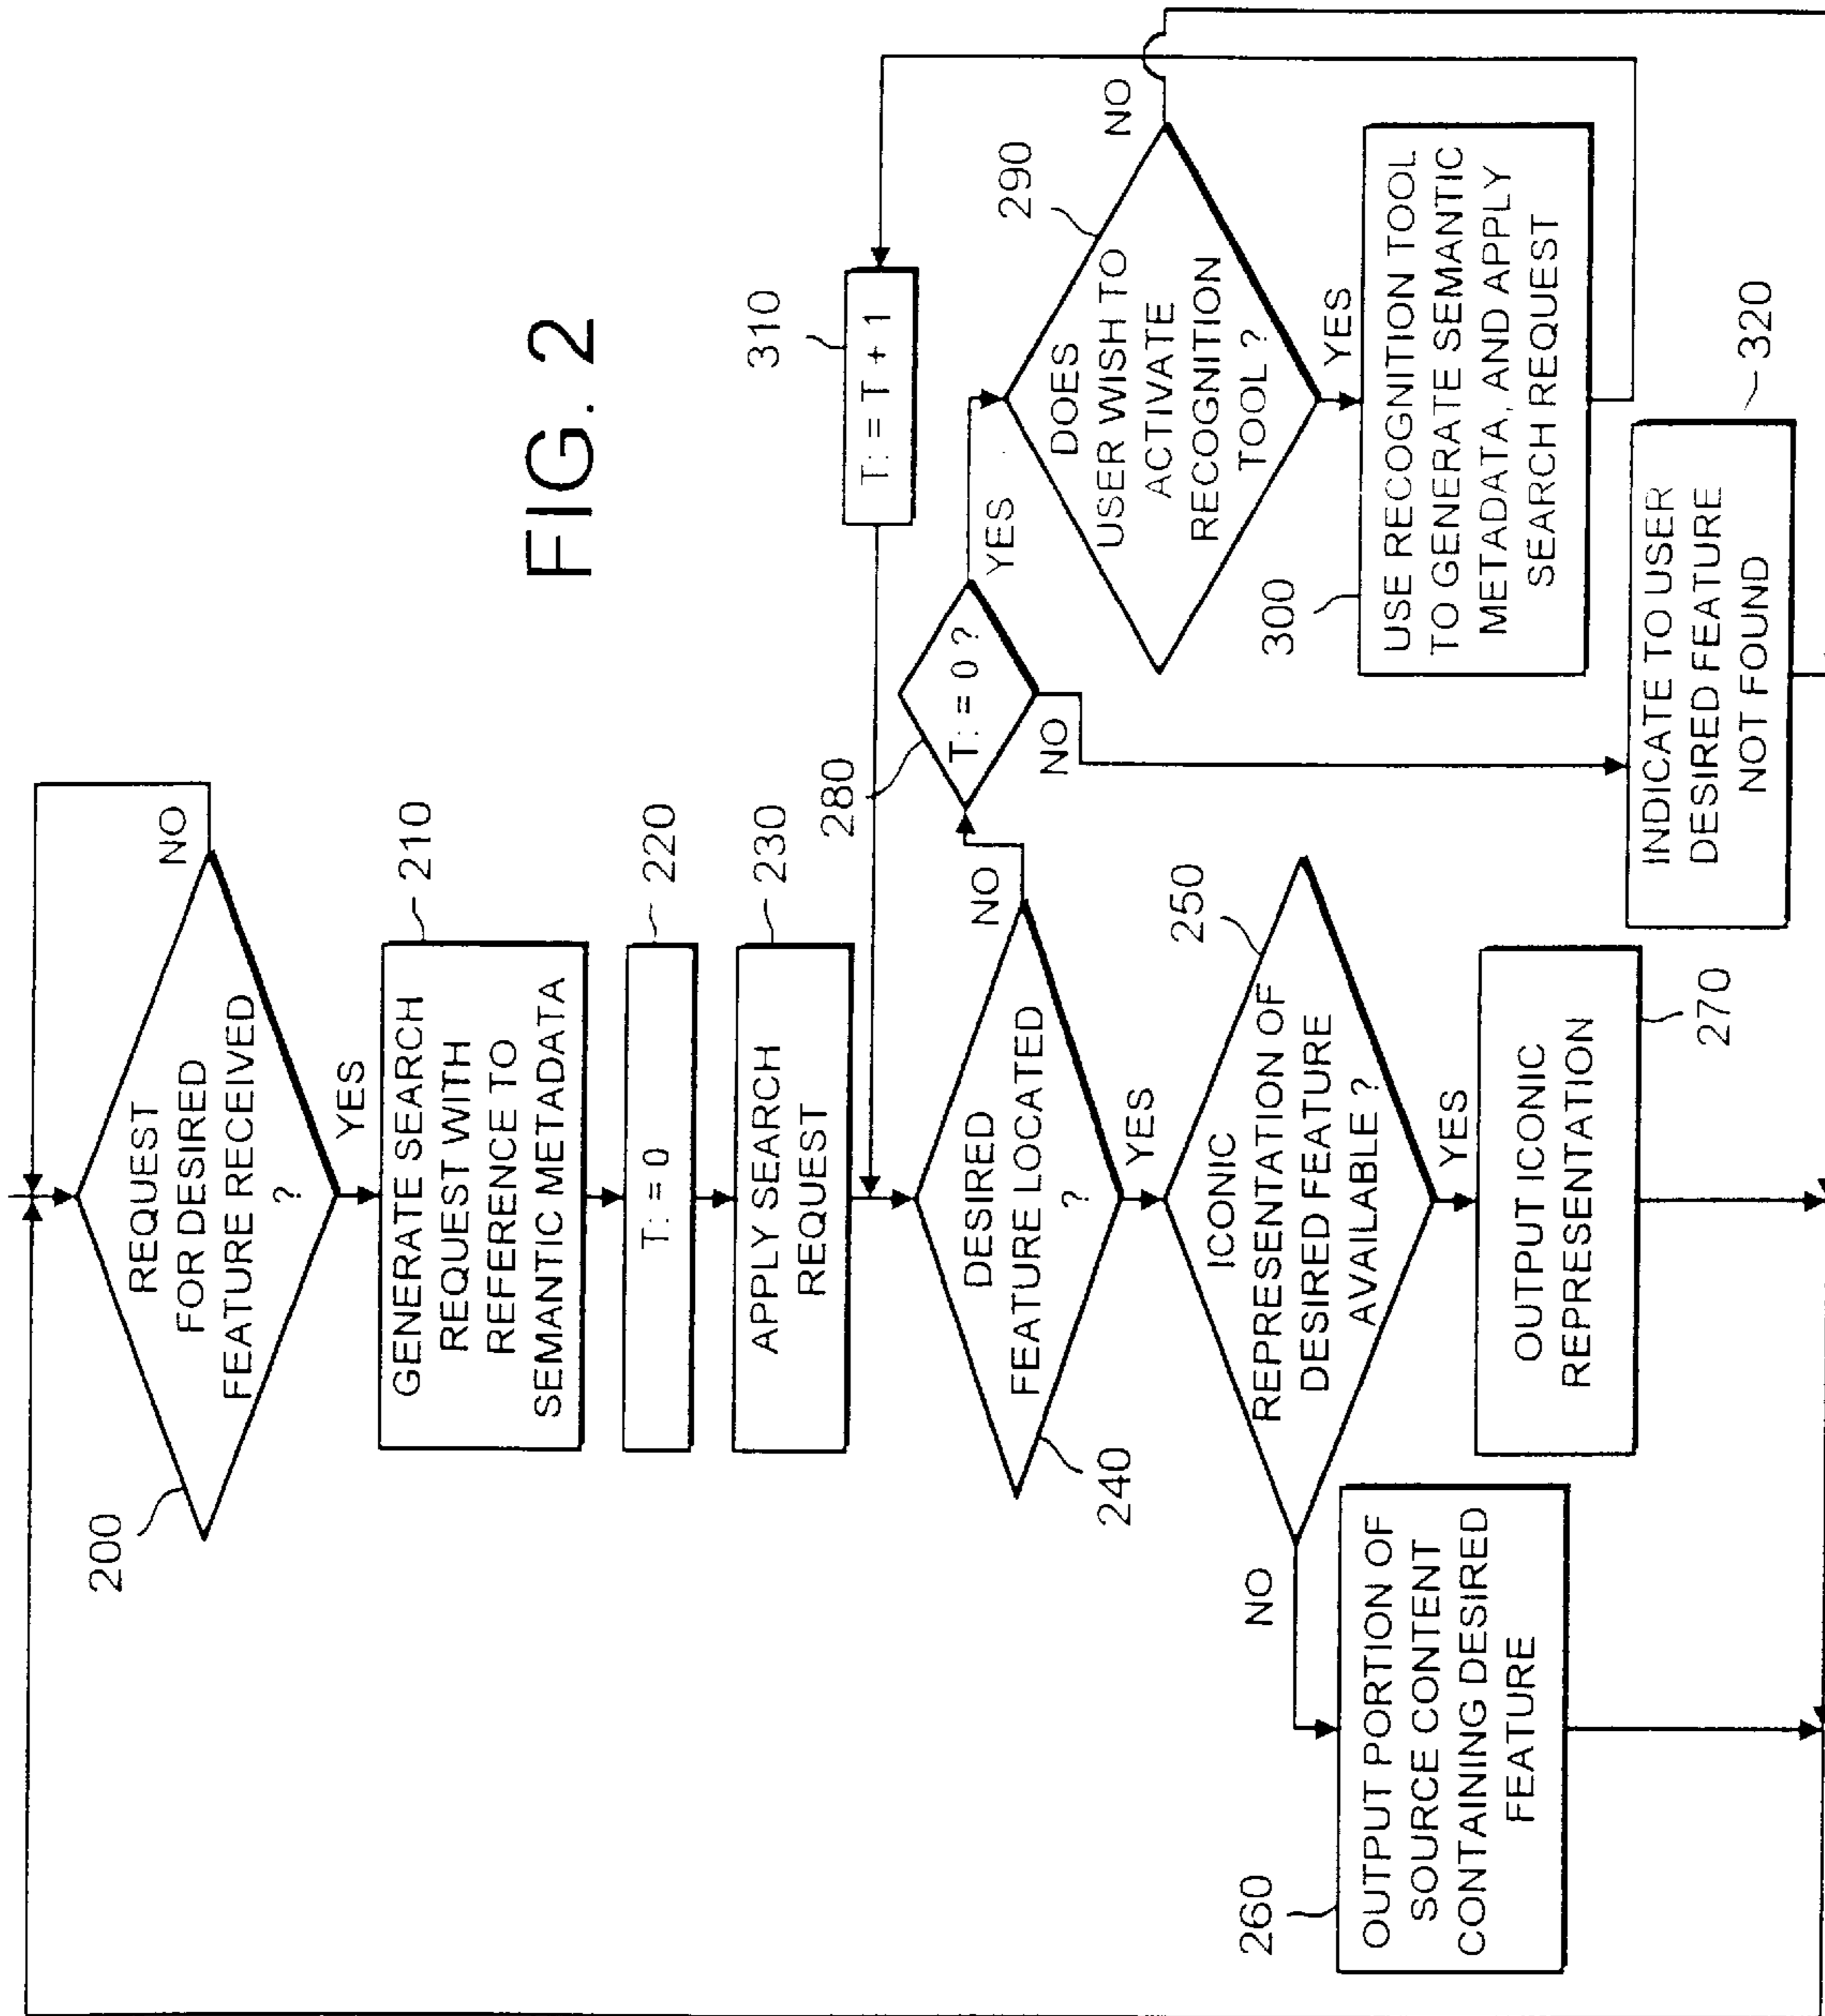 FIG. 2
200
REQUEST
FOR DESIRED
FEATURE RECEIVED
?
NO
YES
210
GENERATE SEARCH
REQUEST WITH
REFERENCE TO
SEMANTIC METADATA
220
T: = 0
230
APPLY SEARCH
REQUEST
240
DESIRED
FEATURE LOCATED
?
NO
YES
250
ICONIC
REPRESENTATION OF
DESIRED FEATURE
AVAILABLE ?
NO
YES
260
OUTPUT PORTION OF
SOURCE CONTENT
CONTAINING DESIRED
FEATURE
270
OUTPUT ICONIC
REPRESENTATION
280
T: = 0 ?
YES
NO
310
T: = T + 1
290
DOES
USER WISH TO
ACTIVATE
RECOGNITION
TOOL ?
NO
YES
300
USE RECOGNITION TOOL
TO GENERATE SEMANTIC
METADATA, AND APPLY
SEARCH REQUEST
320
INDICATE TO USER
DESIRED FEATURE
NOT FOUND